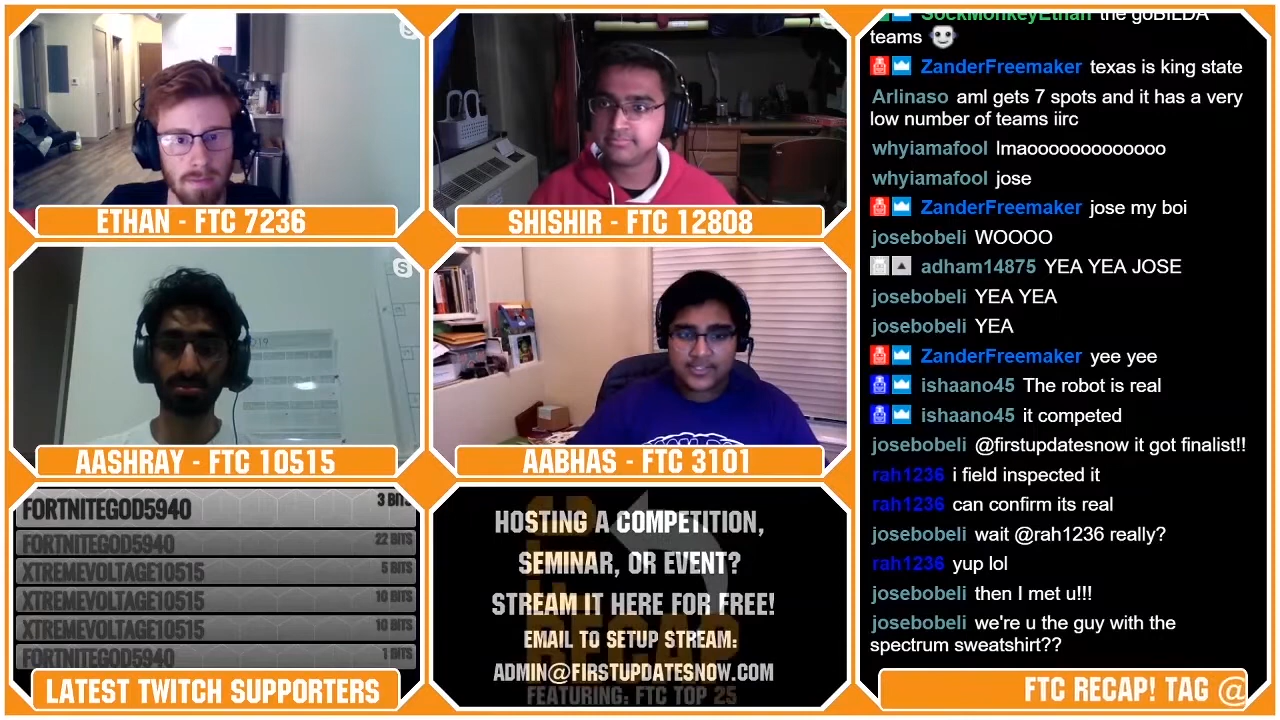 ETHAN - FTC 7236
SHISHIR - FTC 12808
AASHRAY - FTC 10515
AABHAS - FTC 3101
FORTNITEGOD5940 3 BITS
FORTNITEGOD5940 22 BITS
XTREMEVOLTAGE10515 5 BITS
XTREMEVOLTAGE10515 10 BITS
XTREMEVOLTAGE10515 10 BITS
FORTNITEGOD5940 1 BITS
LATEST TWITCH SUPPORTERS
HOSTING A COMPETITION,
SEMINAR, OR EVENT?
STREAM IT HERE FOR FREE!
EMAIL TO SETUP STREAM:
ADMIN@FIRSTUPDATESNOW.COM
RECAP
FEATURING: FTC TOP 25
SockMonkeyEthan the goBILDA
teams
ZanderFreemaker texas is king state
Arlinaso aml gets 7 spots and it has a very
low number of teams iirc
whyiamafool lmaooooooooooooo
whyiamafool jose
ZanderFreemaker jose my boi
josebobeli WOOOO
adham14875 YEA YEA JOSE
josebobeli YEA YEA
josebobeli YEA
ZanderFreemaker yee yee
ishaano45 The robot is real
ishaano45 it competed
josebobeli @firstupdatesnow it got finalist!!
rah1236 i field inspected it
rah1236 can confirm its real
josebobeli wait @rah1236 really?
rah1236 yup lol
josebobeli then I met u!!!
josebobeli we're u the guy with the
spectrum sweatshirt??
FTC RECAP! TAG @